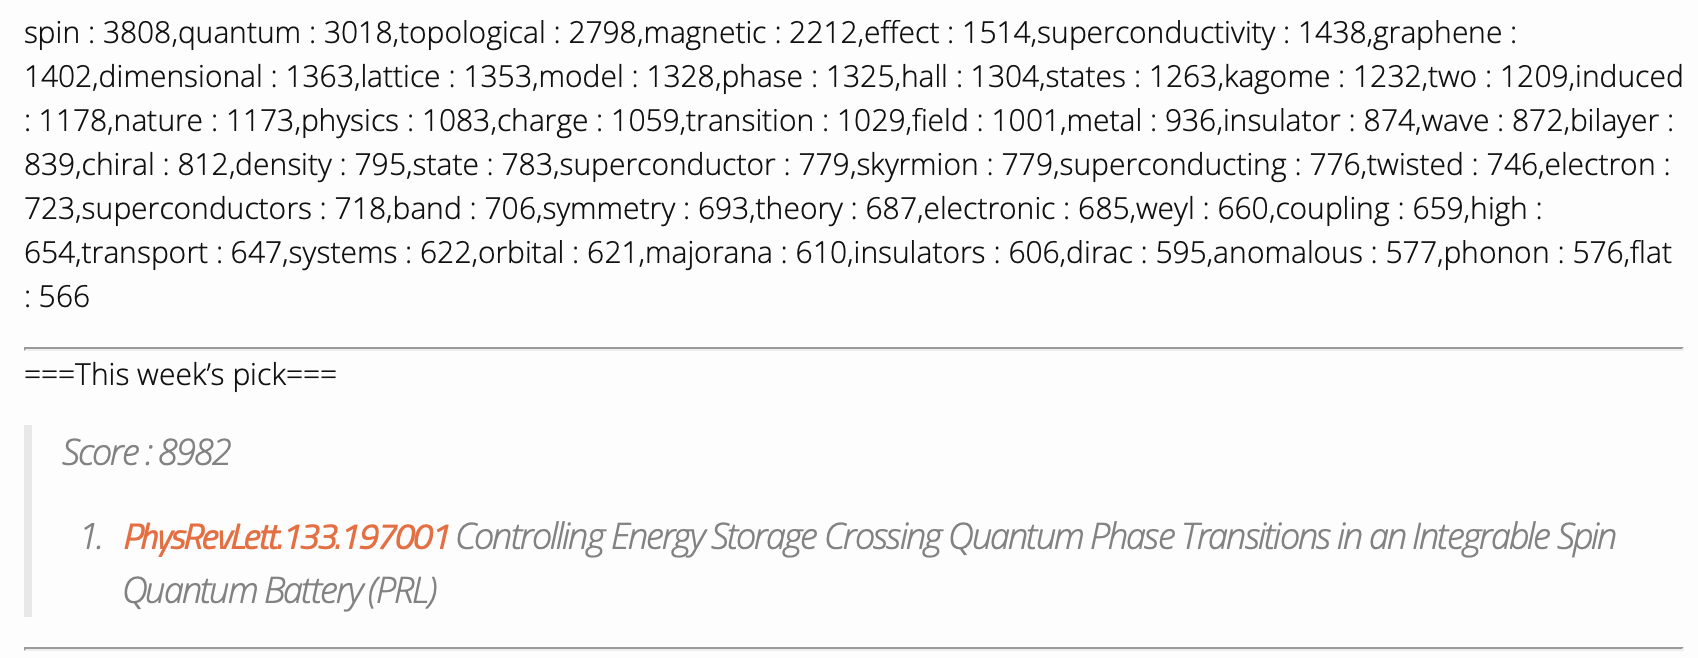 spin : 3808,quantum : 3018,topological : 2798,magnetic : 2212,effect : 1514,superconductivity : 1438,graphene :
1402,dimensional : 1363,lattice : 1353,model : 1328,phase : 1325,hall : 1304,states : 1263,kagome : 1232,two : 1209,induced
: 1178,nature : 1173,physics : 1083,charge : 1059,transition : 1029,field : 1001,metal : 936,insulator : 874,wave : 872,bilayer :
839,chiral : 812,density : 795,state : 783,superconductor : 779,skyrmion : 779,superconducting : 776,twisted : 746,electron :
723,superconductors : 718,band : 706,symmetry : 693,theory : 687,electronic : 685,weyl : 660,coupling : 659,high :
654,transport : 647,systems : 622,orbital : 621,majorana : 610,insulators : 606,dirac : 595,anomalous : 577,phonon : 576,flat
: 566
===This week’s pick===
Score : 8982
1. PhysRevLett.133.197001 Controlling Energy Storage Crossing Quantum Phase Transitions in an Integrable Spin
Quantum Battery (PRL)